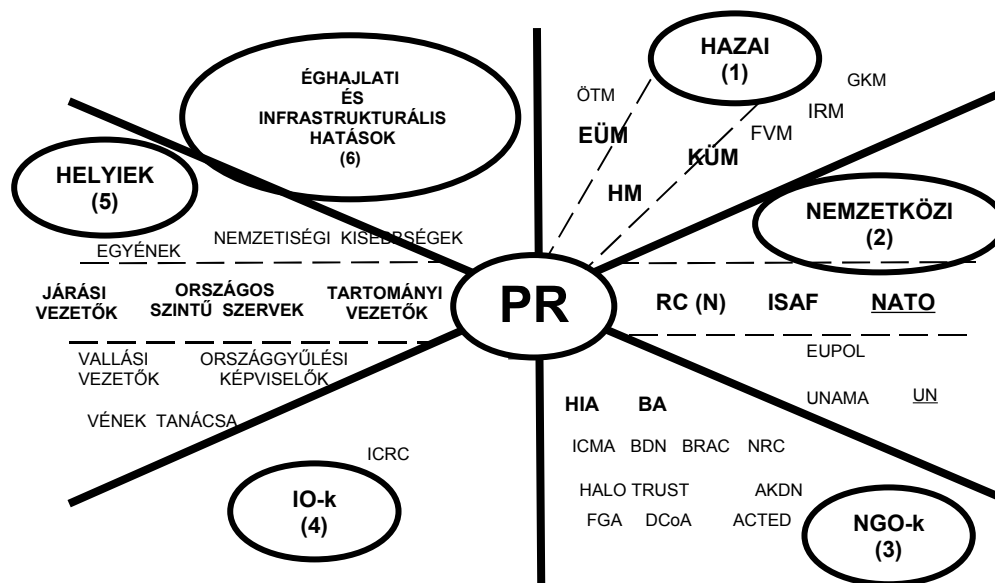 HAZAI
(1)
ÖTM
GKM
IRM
EÜM
FVM
KÜM
HM
NEMZETKÖZI
(2)
RC (N) ISAF NATO
EUPOL
UNAMA UN
HIA BA
ICMA BDN BRAC NRC
HALO TRUST AKDN
FGA DCoA ACTED
NGO-k
(3)
ICRC
IO-k
(4)
HELYIEK
(5)
EGYÉNEK
NEMZETISÉGI KISEBBSÉGEK
JÁRÁSI
VEZETŐK
ORSZÁGOS
SZINTŰ SZERVEK
TARTOMÁNYI
VEZETŐK
VALLÁSI
VEZETŐK
ORSZÁGGYŰLÉSI
KÉPVISELŐK
VÉNEK TANÁCSA
ÉGHAJLATI
ÉS
INFRASTRUKTURÁLIS
HATÁSOK
(6)
PR